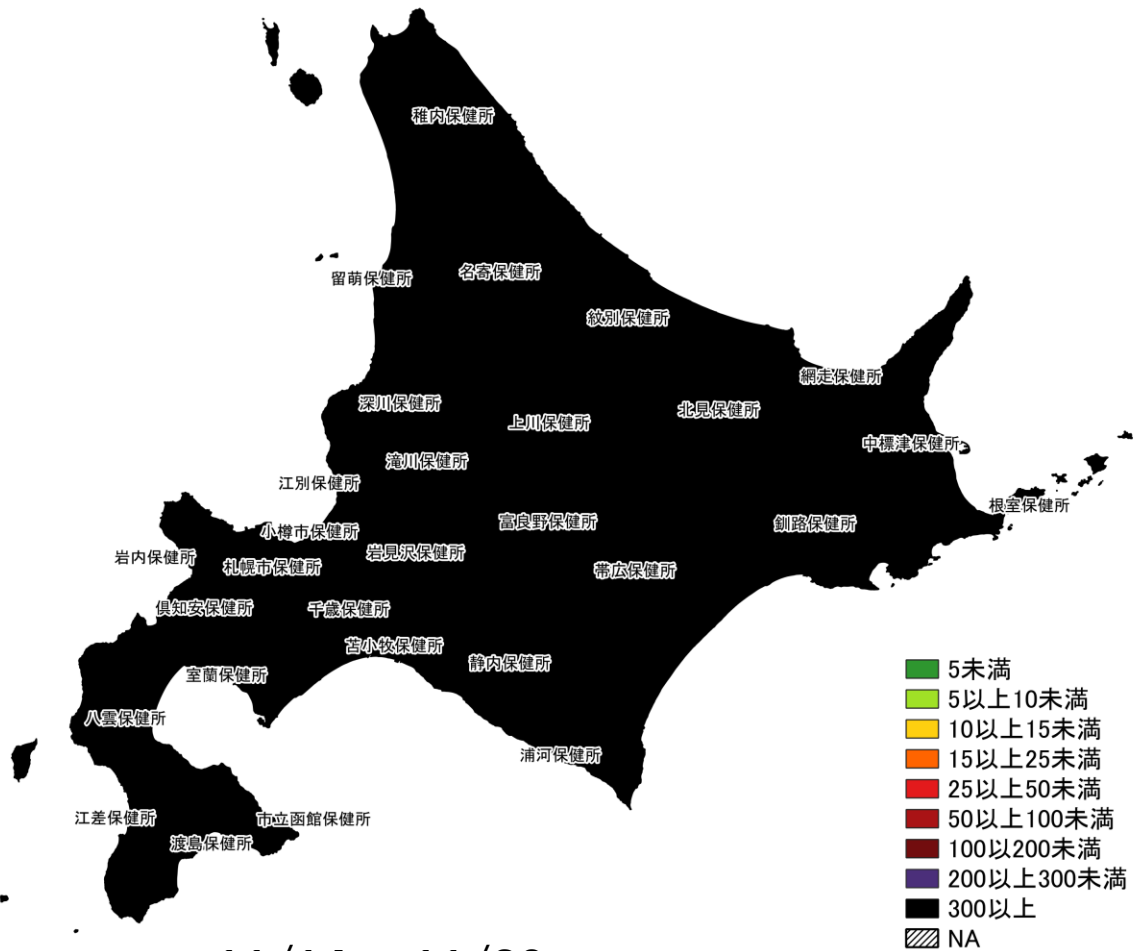 稚内保健所
名寄保健所
留萌保健所
紋別保健所
網走保健所
深川保健所
北見保健所
上川保健所
中標津保健所
滝川保健所
江別保健所
根室保健所
富良野保健所
釧路保健所
小樽市保健所
岩見沢保健所
岩内保健所
札幌市保健所
帯広保健所
倶知安保健所
千歳保健所
苫小牧保健所
静内保健所
室蘭保健所
八雲保健所
浦河保健所
江差保健所
市立函館保健所
渡島保健所
5未満
5以上10未満
10以上15未満
15以上25未満
25以上50未満
50以上100未満
100以200未満
200以上300未満
300以上
NA